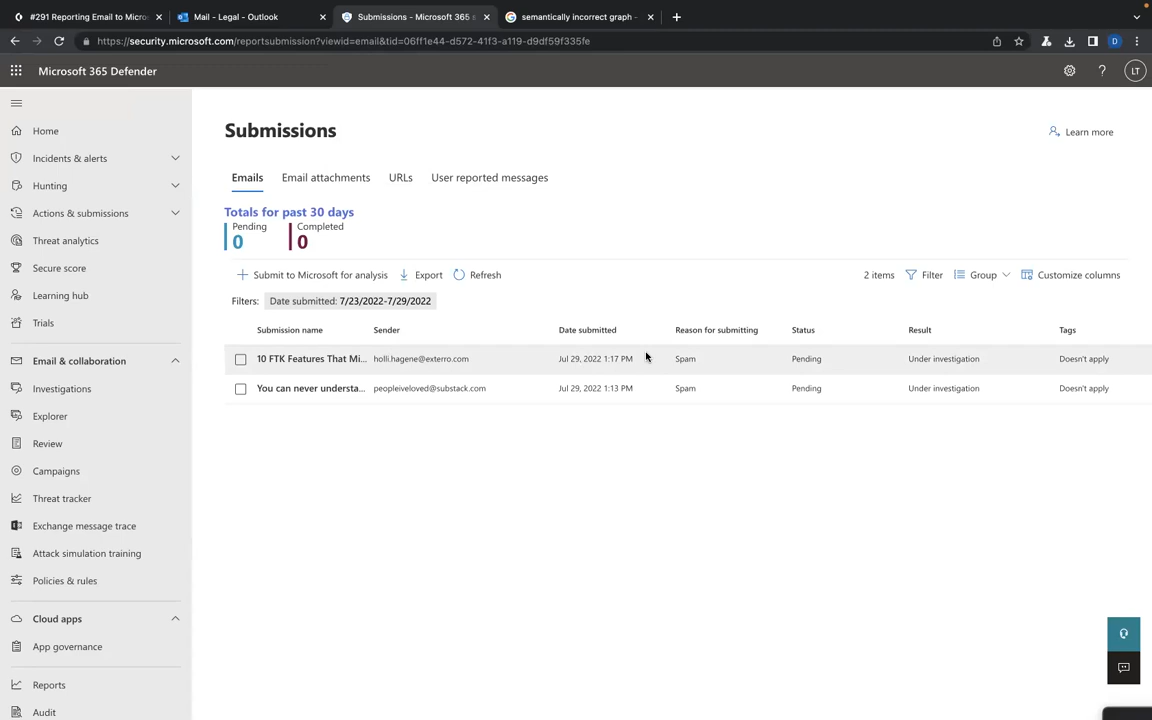 #291 Reporting Email to Micros
Mail - Legal - Outlook
Submissions - Microsoft 365
semantically incorrect graph -
https://security.microsoft.com/reportsubmission?viewid=email&tid=06ff1e44-d572-41f3-a119-d9df59f335fe
D
Microsoft 365 Defender
LT
Home
Incidents & alerts
Hunting
Actions & submissions
Threat analytics
Secure score
Learning hub
Trials
Email & collaboration
Investigations
Explorer
Review
Campaigns
Threat tracker
Exchange message trace
Attack simulation training
Policies & rules
Cloud apps
App governance
Reports
Audit
Submissions
Learn more
Emails Email attachments URLs User reported messages
Totals for past 30 days
Pending Completed
0 0
Submit to Microsoft for analysis Export Refresh 2 items Filter Group Customize columns
Filters: Date submitted: 7/23/2022-7/29/2022
Submission name Sender Date submitted Reason for submitting Status Result Tags
10 FTK Features That Mi... holli.hagene@exterro.com Jul 29, 2022 1:17 PM Spam Pending Under investigation Doesn't apply
You can never understa... peopleiveloved@substack.com Jul 29, 2022 1:13 PM Spam Pending Under investigation Doesn't apply